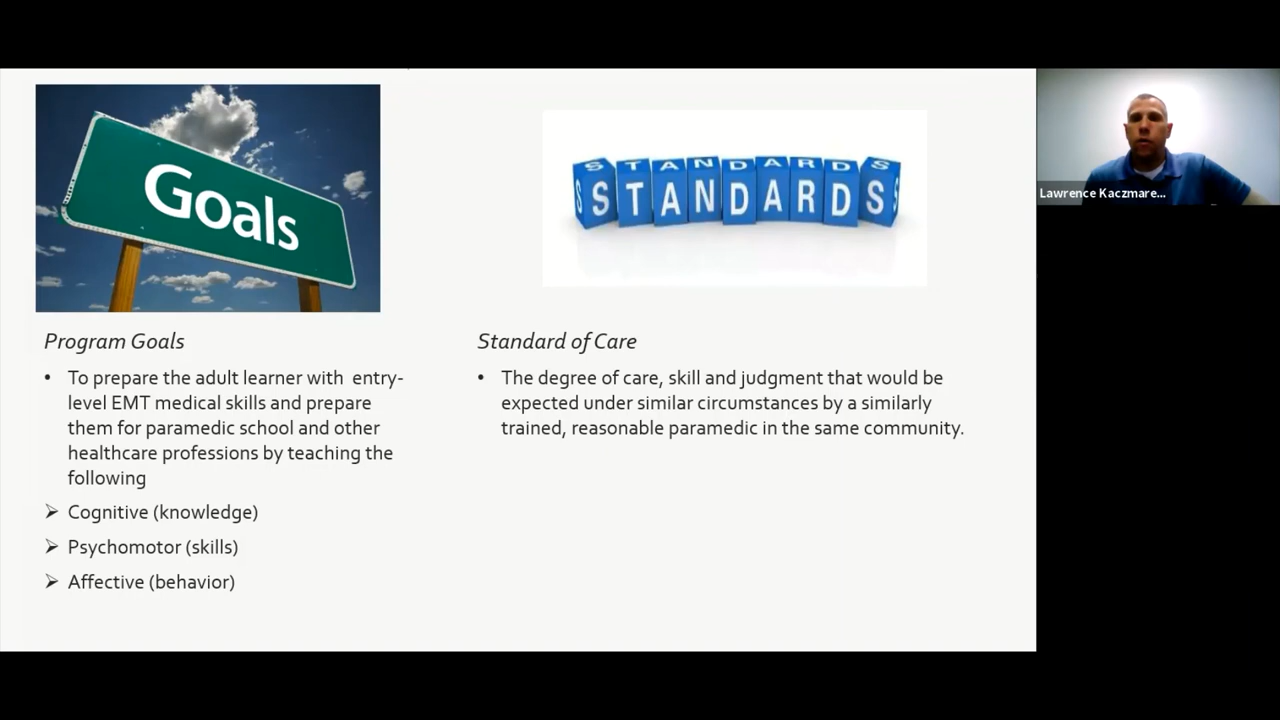 Goals
STANDARDS
STANDARDS
Lawrence Kaczmare...
Program Goals
• To prepare the adult learner with entry-
level EMT medical skills and prepare
them for paramedic school and other
healthcare professions by teaching the
following
➢ Cognitive (knowledge)
➢ Psychomotor (skills)
➢ Affective (behavior)
Standard of Care
• The degree of care, skill and judgment that would be
expected under similar circumstances by a similarly
trained, reasonable paramedic in the same community.